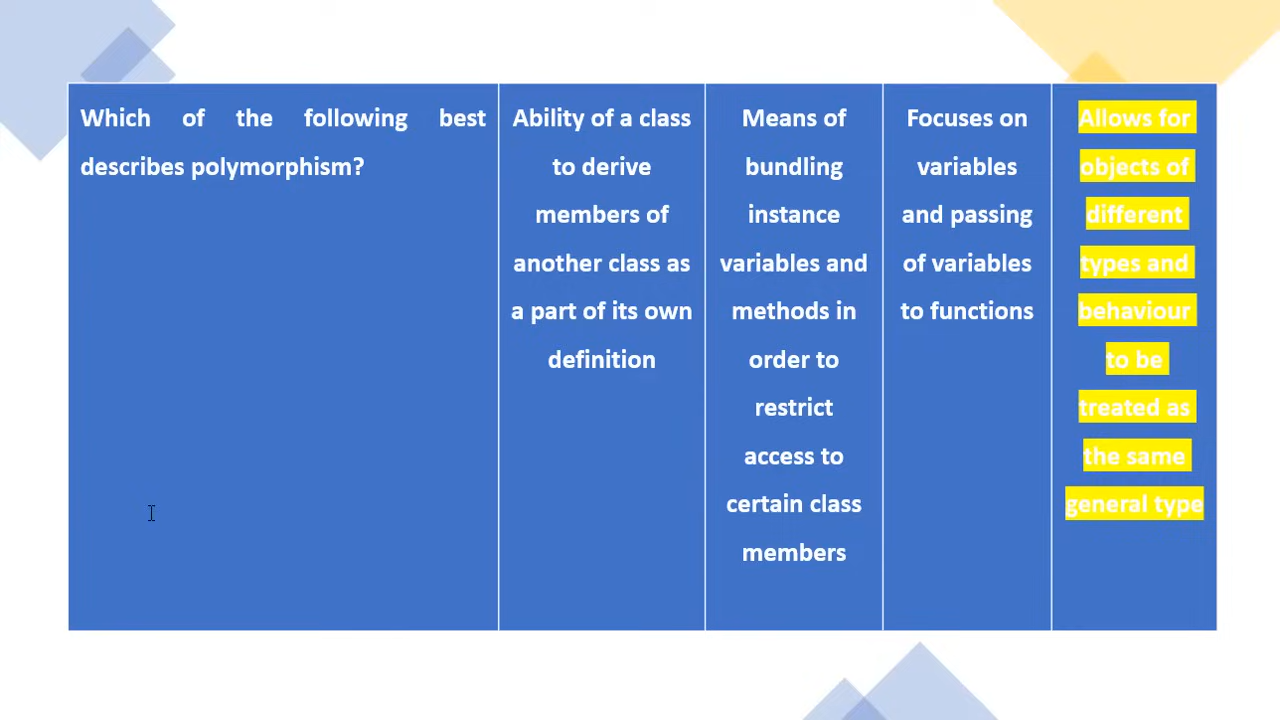 Which of the following best
describes polymorphism?
Ability of a class
to derive
members of
another class as
a part of its own
definition
Means of
bundling
instance
variables and
methods in
order to
restrict
access to
certain class
members
Focuses on
variables
and passing
of variables
to functions
Allows for
objects of
different
types and
behaviour
to be
treated as
the same
general type